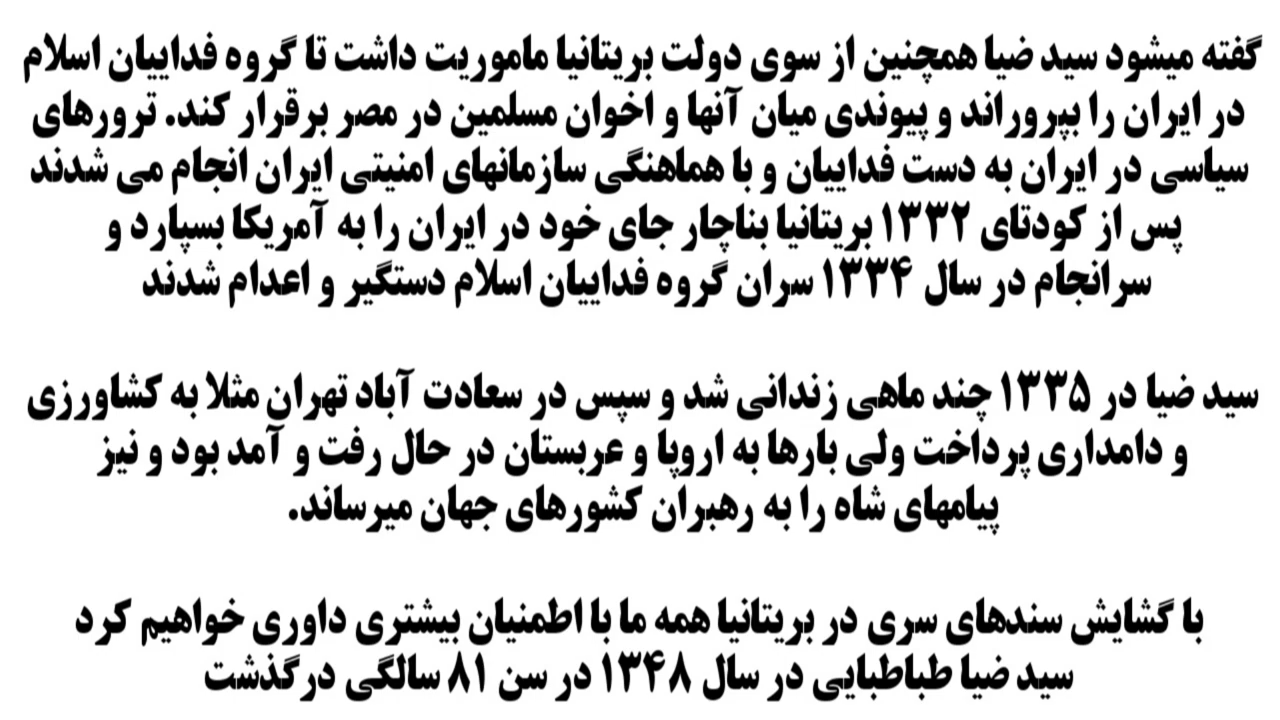 گفته میشود سید ضیا همچنین از سوی دولت بریتانیا ماموریت داشت تا گروه فداییان اسلام
در ایران را بپروراند و پیوندی میان آنها و اخوان مسلمین در مصر برقرار کند. ترورهای
سیاسی در ایران به دست فداییان و با هماهنگی سازمانهای امنیتی ایران انجام می شدند
پس از کودتای ۱۳۳۲ بریتانیا بناچار جای خود در ایران را به آمریکا بسپارد و
سرانجام در سال ۱۳۳۴ سران گروه فداییان اسلام دستگیر و اعدام شدند
سید ضیا در ۱۳۳۵ چند ماهی زندانی شد و سپس در سعادت آباد تهران مثلا به کشاورزی
و دامداری پرداخت ولی بارها به اروپا و عربستان در حال رفت و آمد بود و نیز
پیامهای شاه را به رهبران کشورهای جهان میرساند.
با گشایش سندهای سری در بریتانیا همه ما با اطمنیان بیشتری داوری خواهیم کرد
سید ضیا طباطبایی در سال ۱۳۴۸ در سن ۸۱ سالگی درگذشت